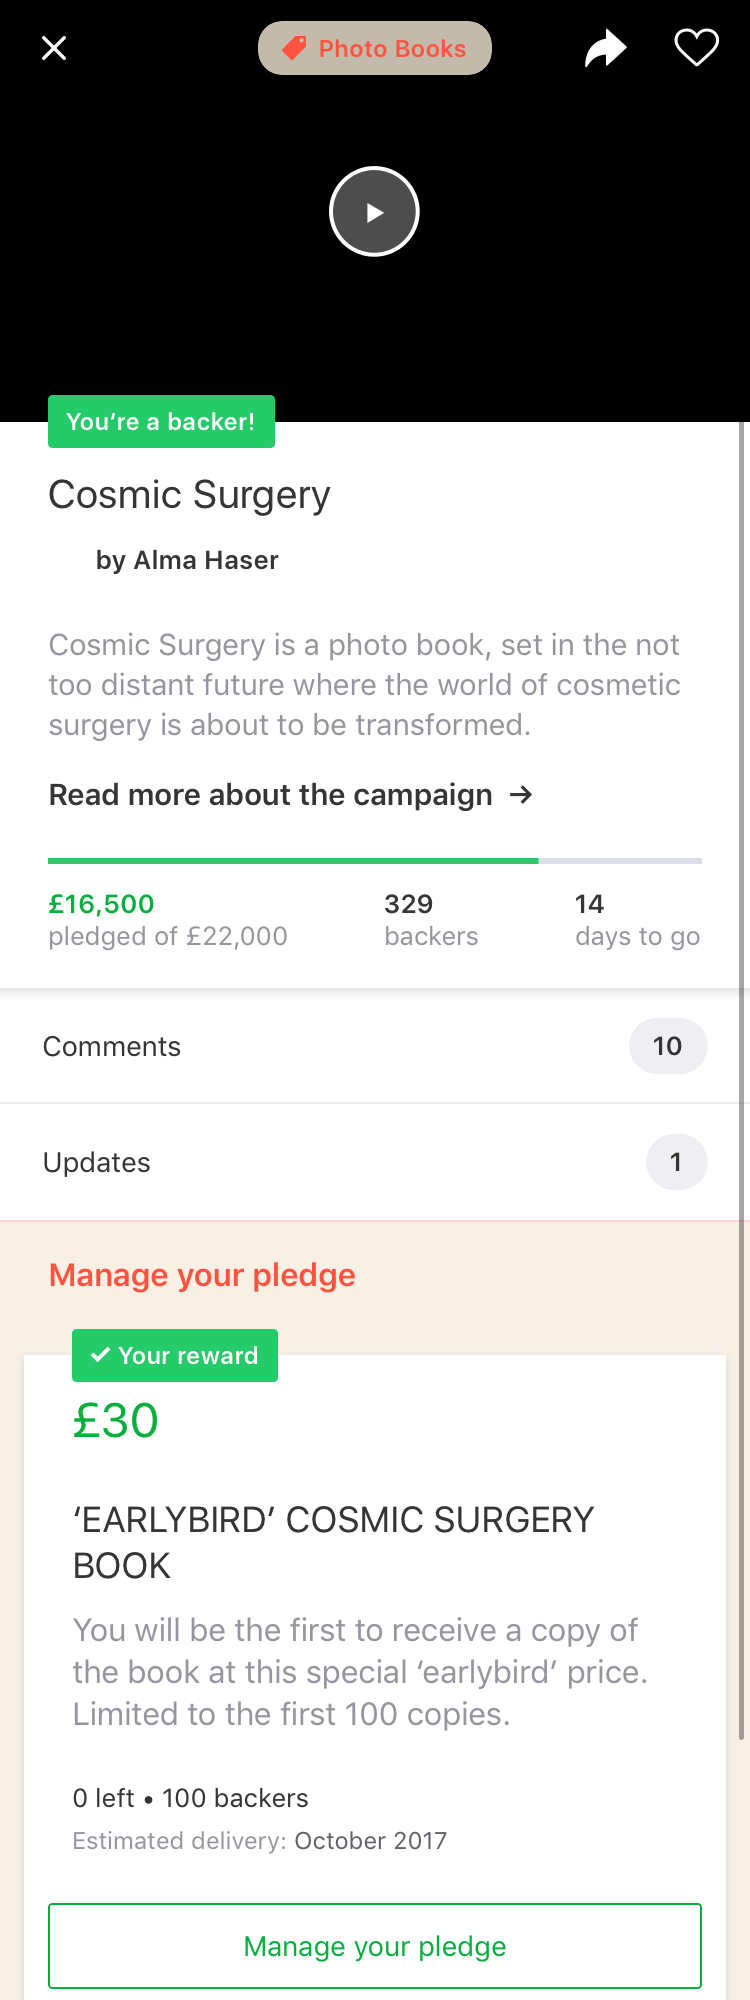 Photo Books
You’re a backer!
Cosmic Surgery
by Alma Haser
Cosmic Surgery is a photo book, set in the not
too distant future where the world of cosmetic
surgery is about to be transformed.
Read more about the campaign →
£16,500
pledged of £22,000
329
backers
14
days to go
Comments
10
Updates
1
Manage your pledge
Your reward
£30
‘EARLYBIRD’ COSMIC SURGERY
BOOK
You will be the first to receive a copy of
the book at this special ‘earlybird’ price.
Limited to the first 100 copies.
0 left • 100 backers
Estimated delivery: October 2017
Manage your pledge